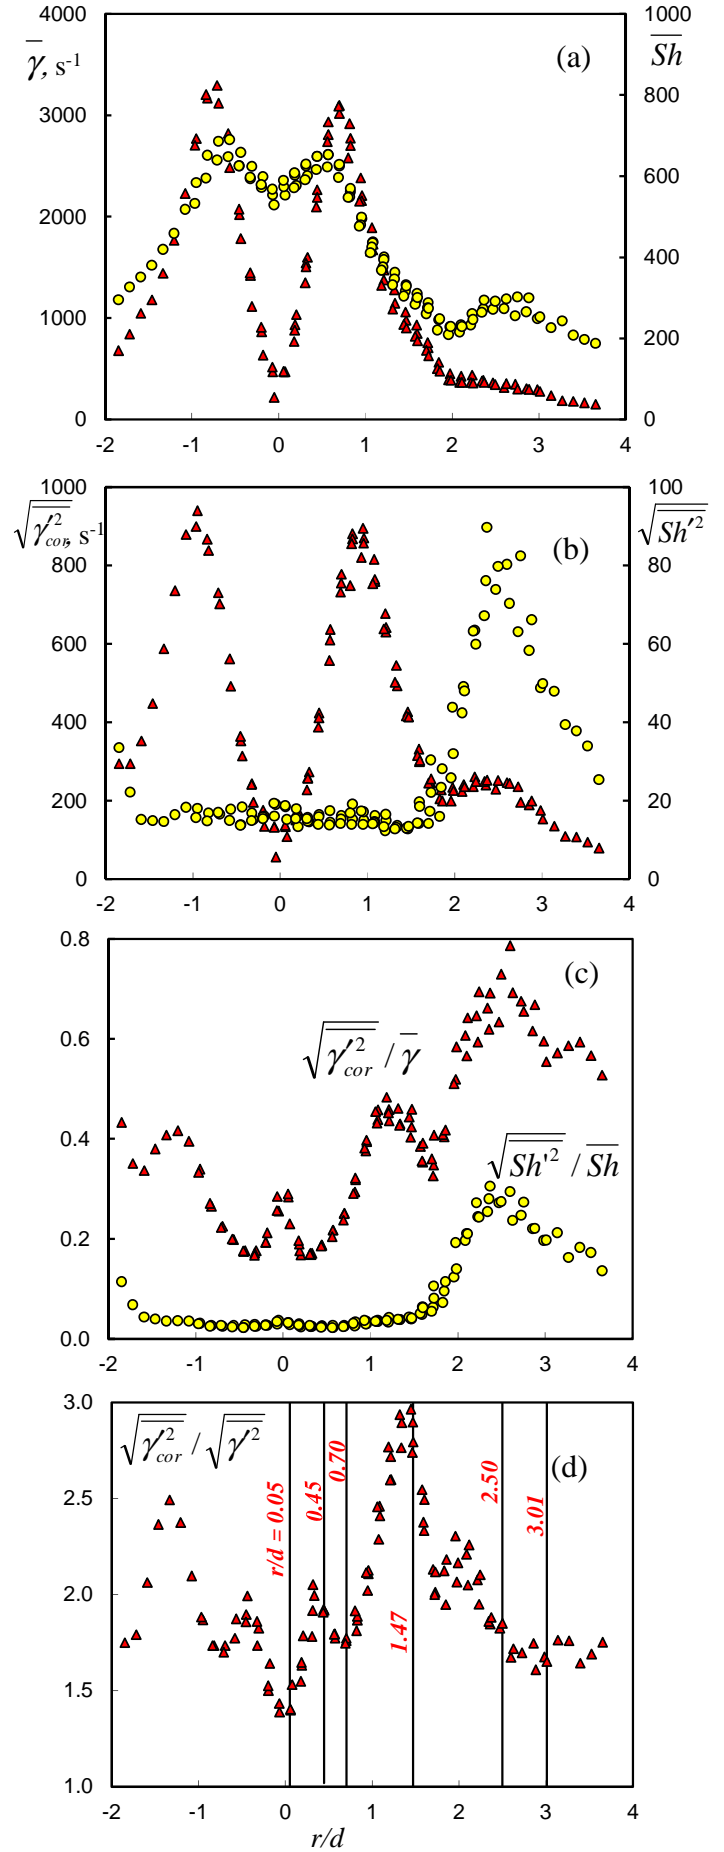 4000 1000
γ̅, s⁻¹ (a) S̅h̅
3000 800
600
2000
400
1000
200
0 0
-2 -1 0 1 2 3 4
1000 100
√(γ′²cor), s⁻¹ (b) √(Sh′²)
800 80
600 60
400 40
200 20
0 0
-2 -1 0 1 2 3 4
0.8
(c)
0.6
√(γ′²cor) / γ̅
0.4
√(Sh′²) / S̅h̅
0.2
0.0
-2 -1 0 1 2 3 4
3.0
√(γ′²cor) / √(γ′²) (d)
r/d = 0.05
0.45
0.70
1.47
2.50
3.01
2.5
2.0
1.5
1.0
-2 -1 0 1 2 3 4
r/d